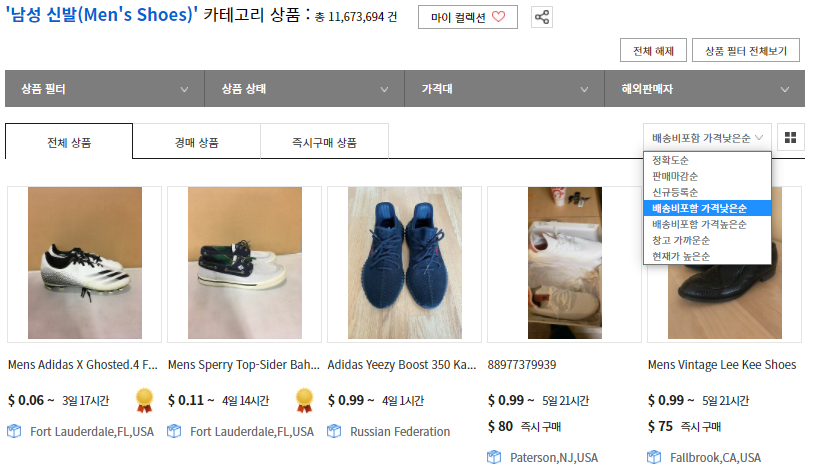 '남성 신발(Men's Shoes)' 카테고리 상품 : 총 11,673,694 건
마이 컬렉션
전체 해제
상품 필터 전체보기
상품 필터
상품 상태
가격대
해외판매자
전체 상품
경매 상품
즉시구매 상품
배송비포함 가격낮은순
정확도순
판매마감순
신규등록순
배송비포함 가격낮은순
배송비포함 가격높은순
창고 가까운순
현재가 높은순
Mens Adidas X Ghosted.4 F...
$ 0.06 ~ 3일 17시간
Fort Lauderdale,FL,USA
Mens Sperry Top-Sider Bah...
$ 0.11 ~ 4일 14시간
Fort Lauderdale,FL,USA
Adidas Yeezy Boost 350 Ka...
$ 0.99 ~ 4일 1시간
Russian Federation
88977379939
$ 0.99 ~ 5일 21시간
$ 80 즉시 구매
Paterson,NJ,USA
Mens Vintage Lee Kee Shoes
$ 0.99 ~ 5일 21시간
$ 75 즉시 구매
Fallbrook,CA,USA